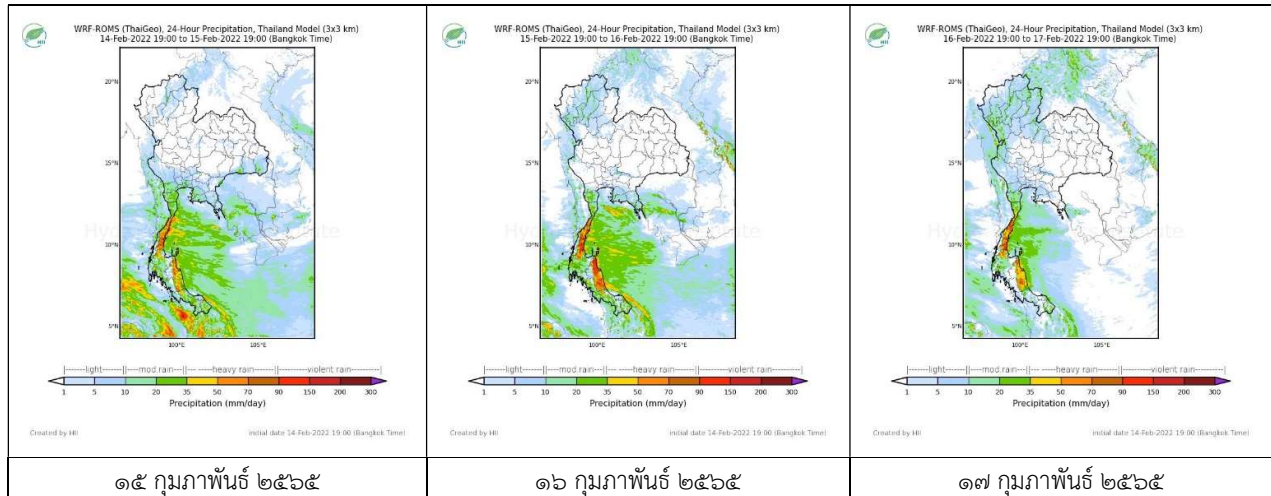 HII
WRF-ROMS (ThaiGeo), 24-Hour Precipitation, Thailand Model (3x3 km)
14-Feb-2022 19:00 to 15-Feb-2022 19:00 (Bangkok Time)
20°N
15°N
10°N
5°N
100°E
105°E
|------light------||----mod.rain---||--- ----heavy rain-----||---------violent rain---------|
1 5 10 20 35 50 70 90 150 200 300
Precipitation (mm/day)
Created by HII
initial date 14-Feb-2022 19:00 (Bangkok Time)
๑๕ กุมภาพันธ์ ๒๕๖๕
HII
WRF-ROMS (ThaiGeo), 24-Hour Precipitation, Thailand Model (3x3 km)
15-Feb-2022 19:00 to 16-Feb-2022 19:00 (Bangkok Time)
20°N
15°N
10°N
5°N
100°E
105°E
|------light------||----mod.rain---||--- ----heavy rain-----||---------violent rain---------|
1 5 10 20 35 50 70 90 150 200 300
Precipitation (mm/day)
Created by HII
initial date 14-Feb-2022 19:00 (Bangkok Time)
๑๖ กุมภาพันธ์ ๒๕๖๕
HII
WRF-ROMS (ThaiGeo), 24-Hour Precipitation, Thailand Model (3x3 km)
16-Feb-2022 19:00 to 17-Feb-2022 19:00 (Bangkok Time)
20°N
15°N
10°N
5°N
100°E
105°E
|------light------||----mod.rain---||--- ----heavy rain-----||---------violent rain---------|
1 5 10 20 35 50 70 90 150 200 300
Precipitation (mm/day)
Created by HII
initial date 14-Feb-2022 19:00 (Bangkok Time)
๑๗ กุมภาพันธ์ ๒๕๖๕